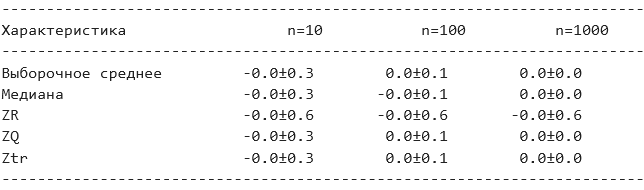 --------------------------------------------------------------------------
Характеристика n=10 n=100 n=1000
--------------------------------------------------------------------------
Выборочное среднее -0.0±0.3 0.0±0.1 0.0±0.0
Медиана -0.0±0.3 -0.0±0.1 0.0±0.0
ZR -0.0±0.6 -0.0±0.6 -0.0±0.6
ZQ -0.0±0.3 0.0±0.1 0.0±0.0
Ztr -0.0±0.3 0.0±0.1 0.0±0.0
--------------------------------------------------------------------------